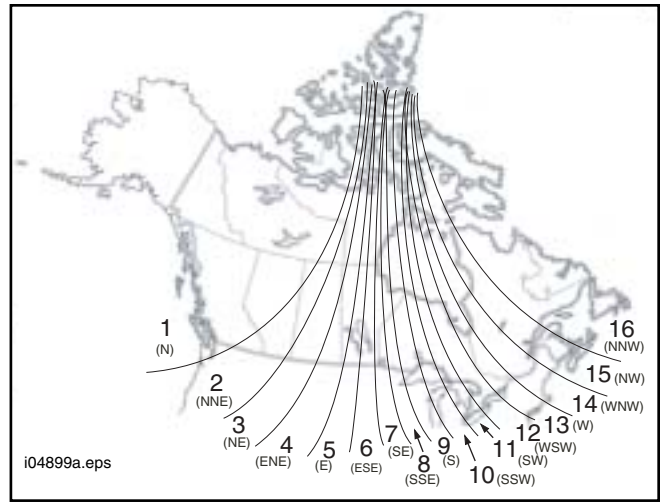 1
(N)
2
(NNE)
3
(NE)
4
(ENE)
5
(E)
6
(ESE)
7
(SE)
8
(SSE)
9
(S)
10 (SSW)
11
(SW)
12
(WSW)
13
(W)
14 (WNW)
15 (NW)
16
(NNW)
i04899a.eps